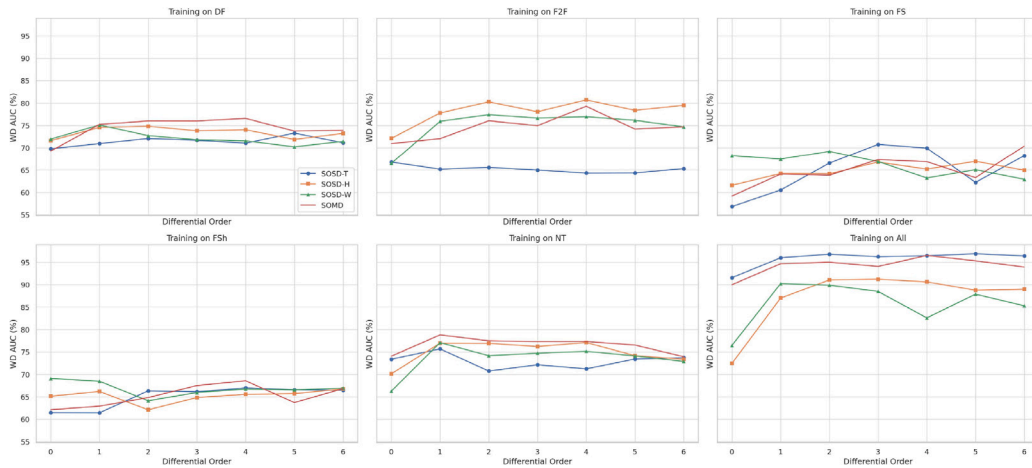 Training on DF
Training on F2F
Training on FS
95
90
85
80
75
70
65
60
55
WD AUC (%)
WD AUC (%)
WD AUC (%)
SOSD-T
SOSD-H
SOSD-W
SOMD
Differential Order
Differential Order
Differential Order
Training on FSh
Training on NT
Training on All
95
90
85
80
75
70
65
60
55
WD AUC (%)
WD AUC (%)
WD AUC (%)
0 1 2 3 4 5 6
0 1 2 3 4 5 6
0 1 2 3 4 5 6
Differential Order
Differential Order
Differential Order